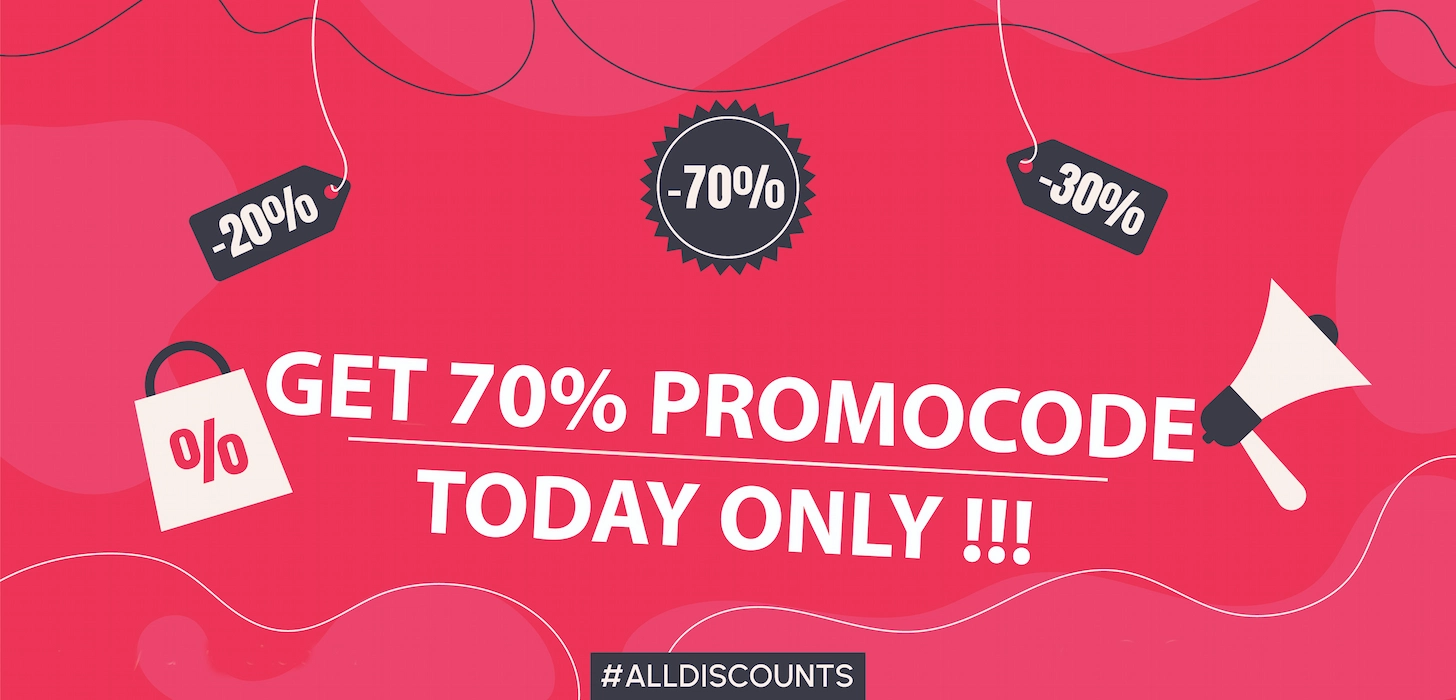 -20%
-70%
-30%
%
GET 70% PROMOCODE
TODAY ONLY !!!
#ALLDISCOUNTS